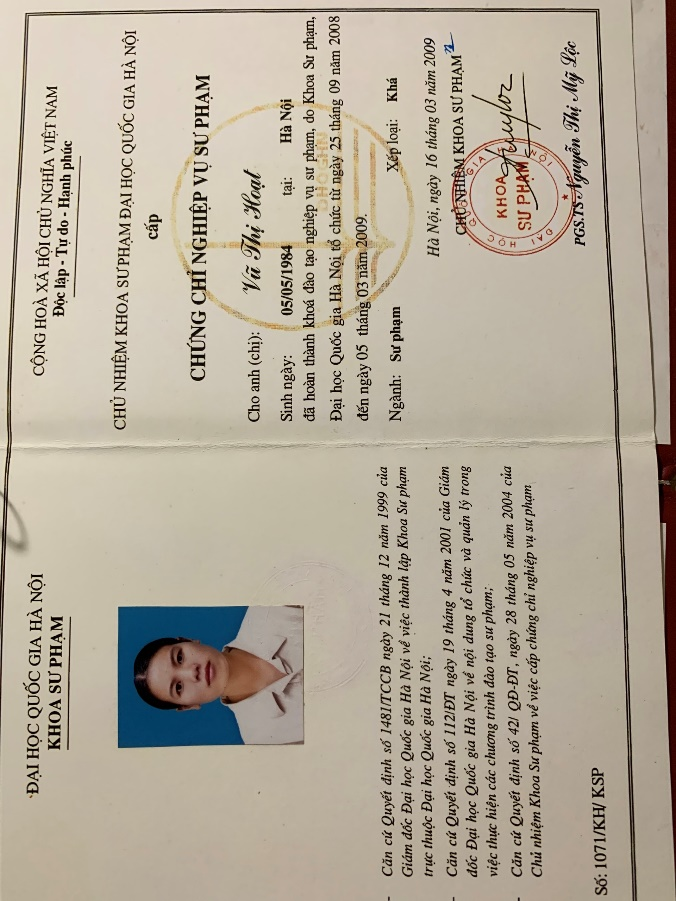 ĐẠI HỌC QUỐC GIA HÀ NỘI
KHOA SƯ PHẠM
- Căn cứ Quyết định số 1481/TCCB ngày 21 tháng 12 năm 1999 của
Giám đốc Đại học Quốc gia Hà Nội về việc thành lập Khoa Sư phạm
trực thuộc Đại học Quốc gia Hà Nội;
- Căn cứ Quyết định số 112/ĐT ngày 19 tháng 4 năm 2001 của Giám
đốc Đại học Quốc gia Hà Nội về nội dung tổ chức và quản lý trong
việc thực hiện các chương trình đào tạo sư phạm;
- Căn cứ Quyết định số 42/ QĐ-ĐT, ngày 28 tháng 05 năm 2004 của
Chủ nhiệm Khoa Sư phạm về việc cấp chứng chỉ nghiệp vụ sư phạm
Số: 1071/KH/ KSP
CỘNG HOÀ XÃ HỘI CHỦ NGHĨA VIỆT NAM
Độc lập - Tự do - Hạnh phúc
CHỦ NHIỆM KHOA SƯ PHẠM ĐẠI HỌC QUỐC GIA HÀ NỘI
cấp
CHỨNG CHỈ NGHIỆP VỤ SƯ PHẠM
Cho anh (chị): Vũ Thị Hoạt
Sinh ngày: 05/05/1984 tại: Hà Nội
đã hoàn thành khoá đào tạo nghiệp vụ sư phạm, do Khoa Sư phạm,
Đại học Quốc gia Hà Nội tổ chức từ ngày 25 tháng 09 năm 2008
đến ngày 05 tháng 03 năm 2009.
Ngành: Sư phạm Xếp loại: Khá
Hà Nội, ngày 16 tháng 03 năm 2009
CHỦ NHIỆM KHOA SƯ PHẠM
ĐẠI HỌC QUỐC GIA HÀ NỘI
KHOA
SƯ PHẠM
PGS.TS Nguyễn Thị Mỹ Lộc